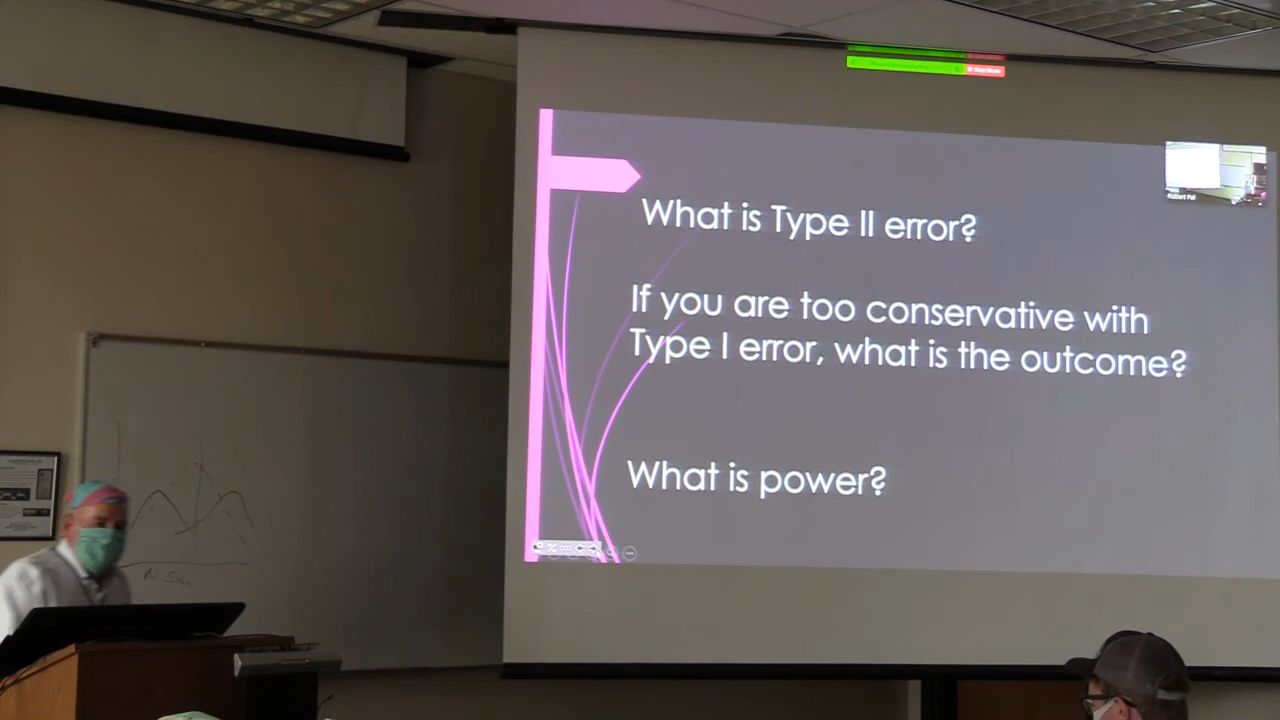 What is Type II error?
If you are too conservative with
Type I error, what is the outcome?
What is power?